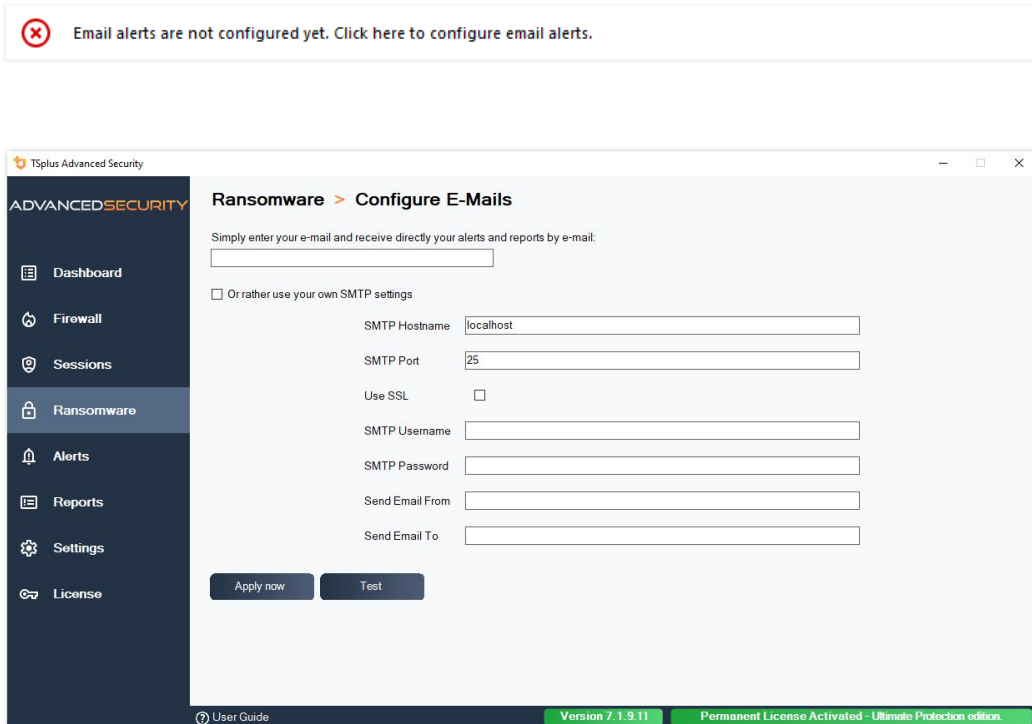 Email alerts are not configured yet. Click here to configure email alerts.
TSplus Advanced Security
ADVANCEDSECURITY
Dashboard
Firewall
Sessions
Ransomware
Alerts
Reports
Settings
License
Ransomware > Configure E-Mails
Simply enter your e-mail and receive directly your alerts and reports by e-mail:
Or rather use your own SMTP settings
SMTP Hostname localhost
SMTP Port 25
Use SSL
SMTP Username
SMTP Password
Send Email From
Send Email To
Apply now Test
User Guide Version 7.1.9.11 Permanent License Activated - Ultimate Protection edition.